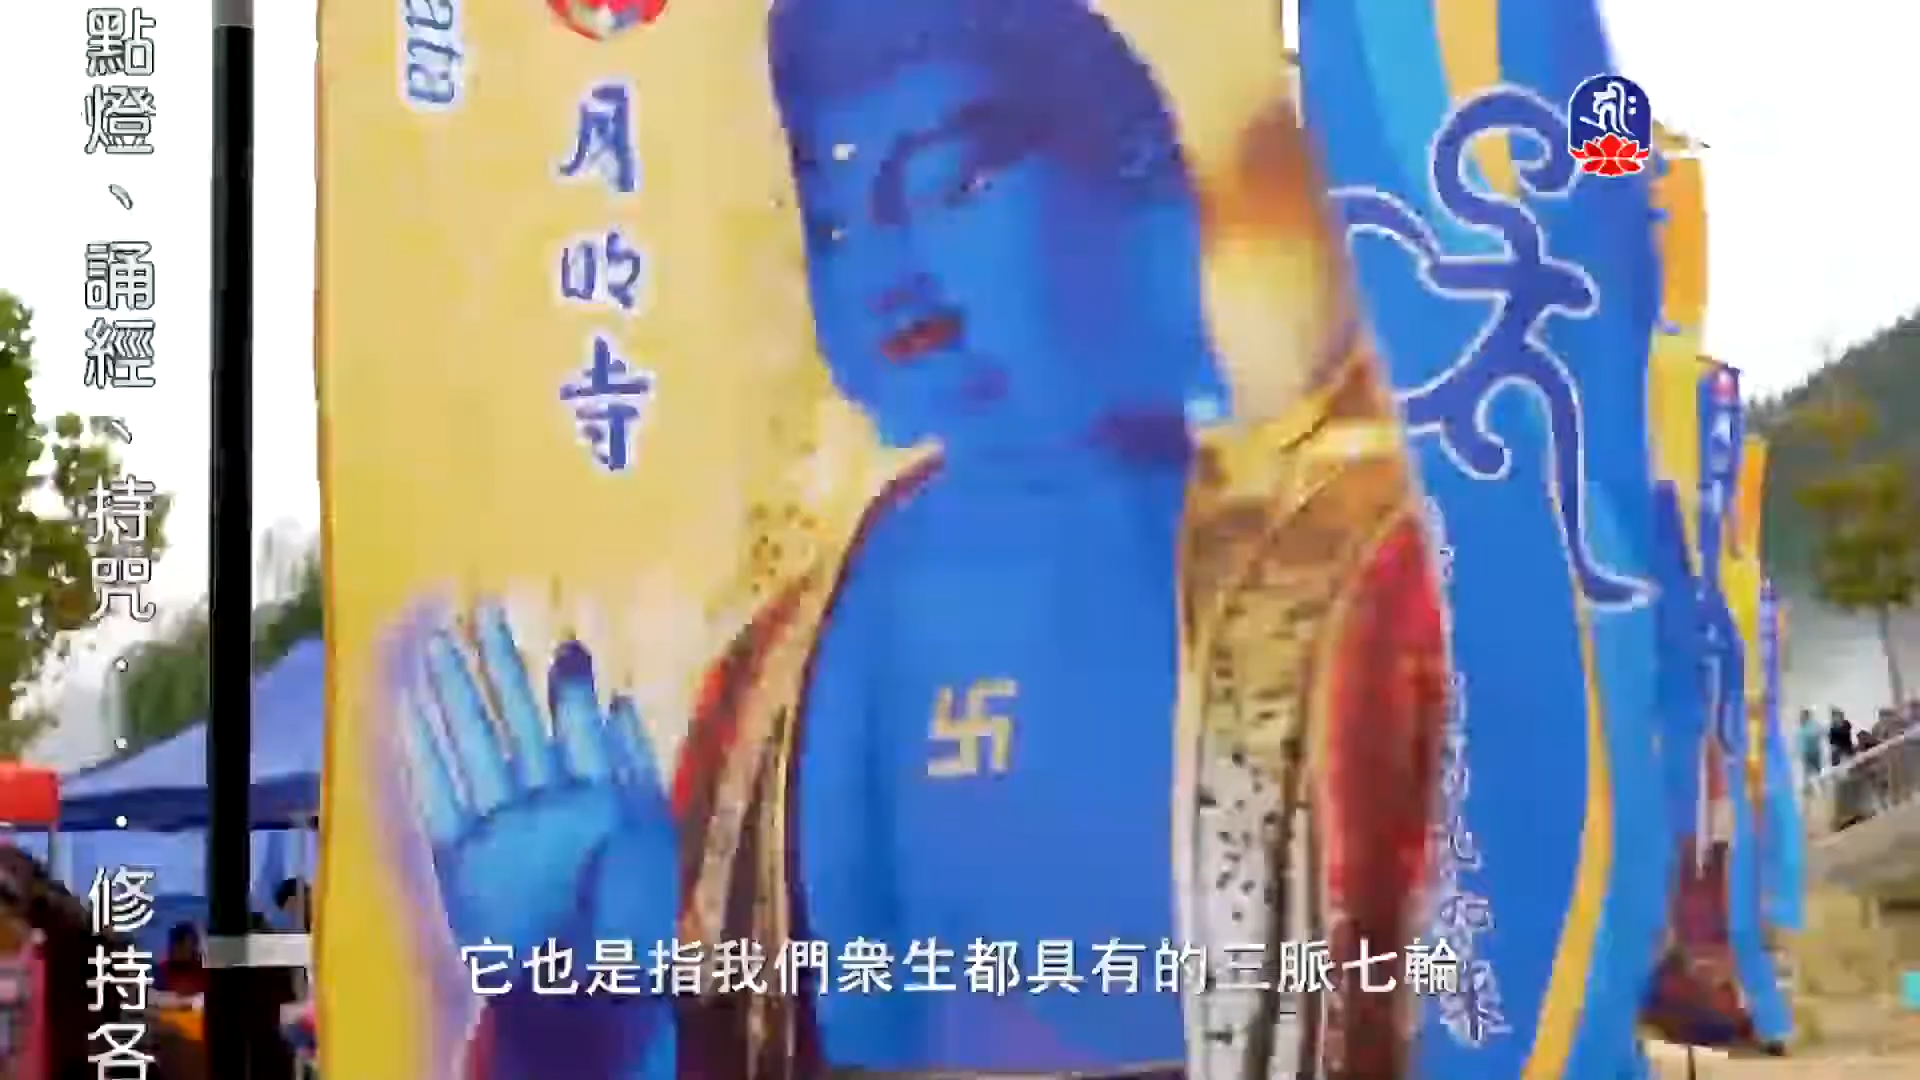 點燈、誦經、持咒......修持各
ata
月明寺
它也是指我們衆生都具有的三脈七輪